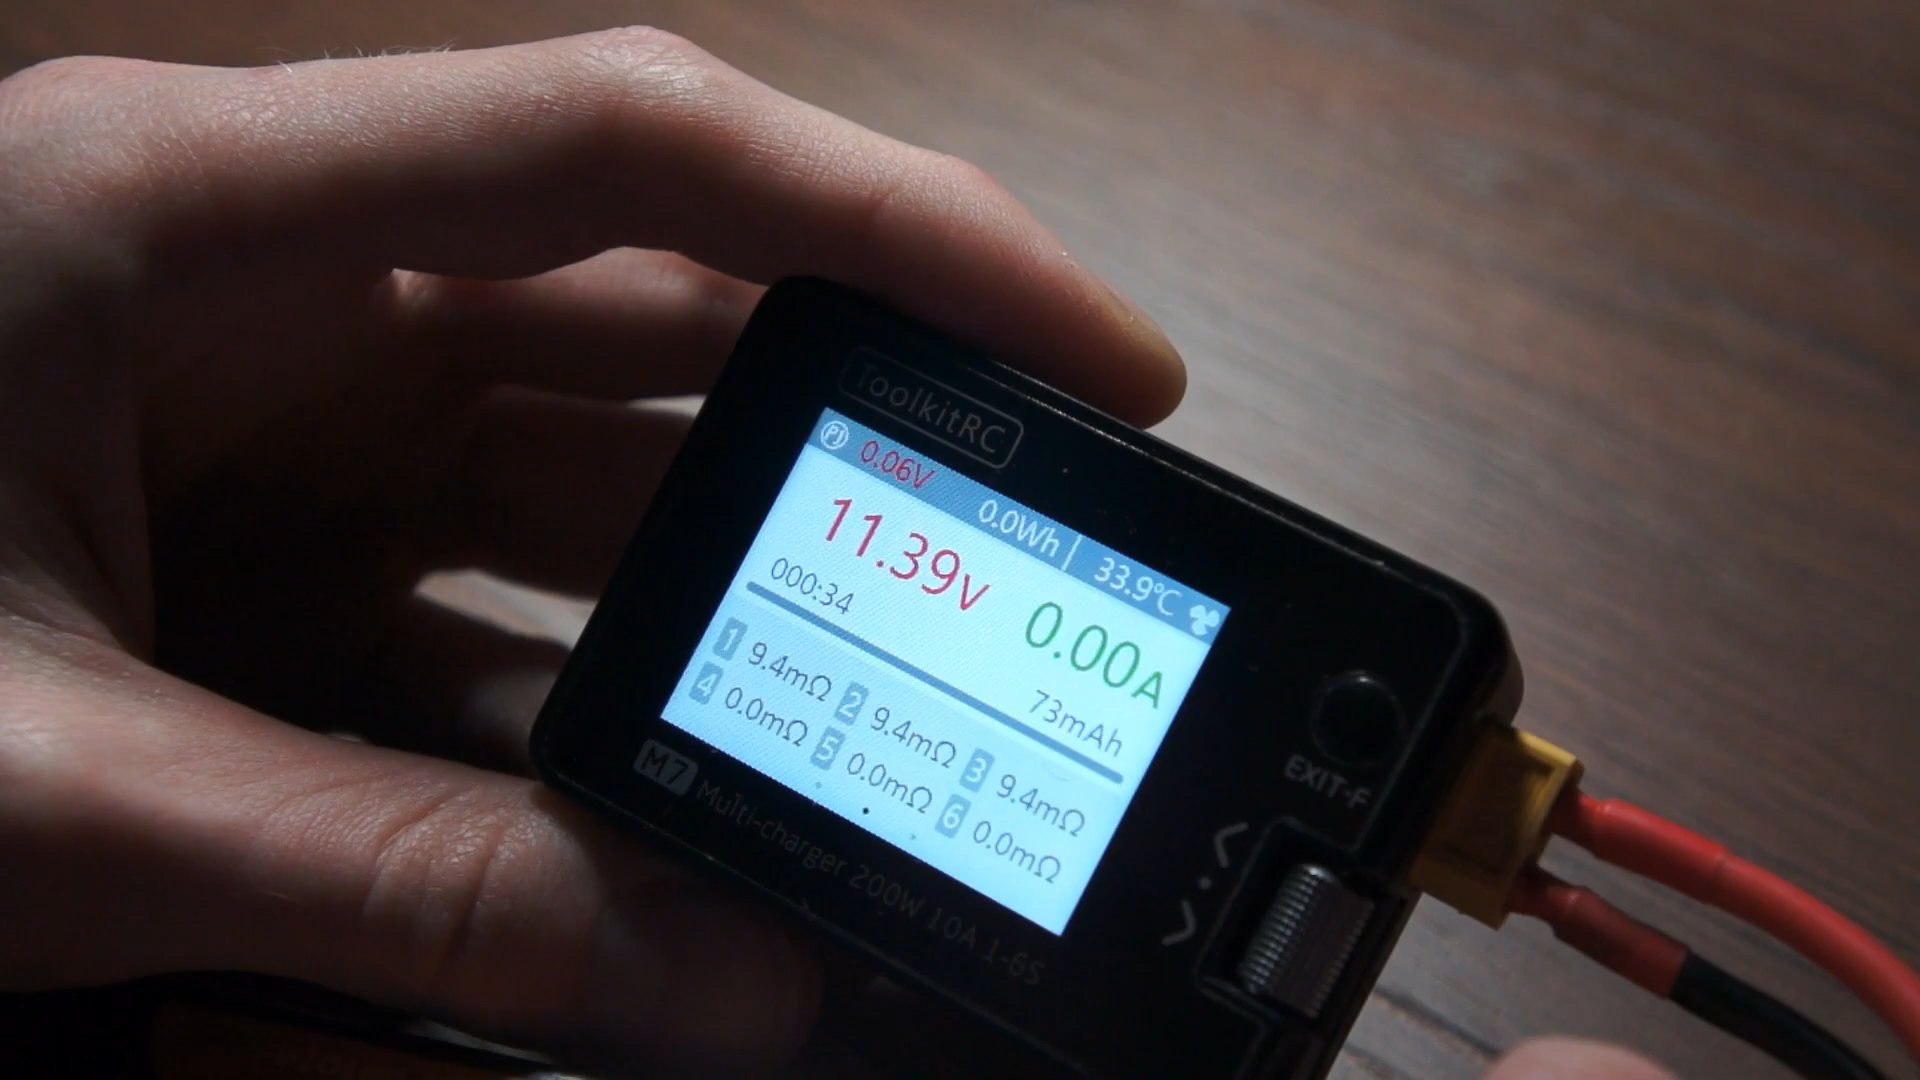 ToolkitRC
PJ 0.06V 0.0Wh | 33.9°C
11.39V 0.00A
000:34 73mAh
1 9.4mΩ 2 9.4mΩ 3 9.4mΩ
4 0.0mΩ 5 0.0mΩ 6 0.0mΩ
M7 Multi-charger 200W 10A 1-6S
EXIT·F
< · >